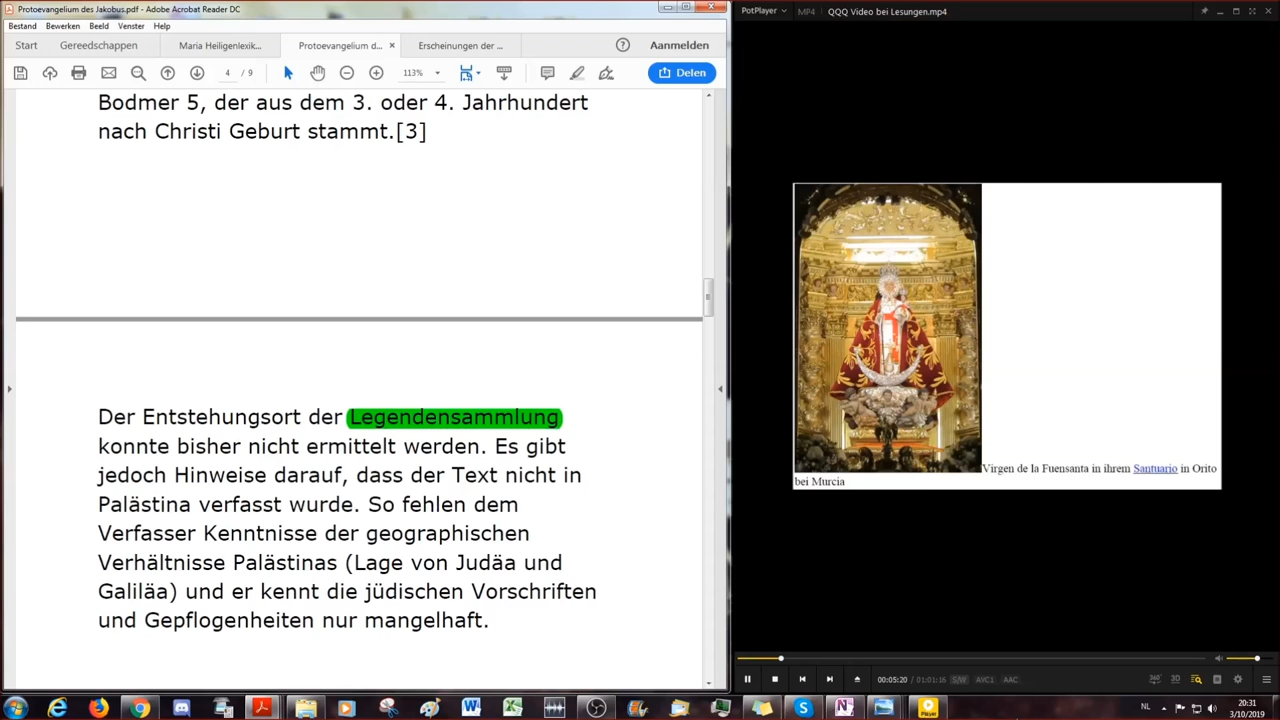 Protoevangelium des Jakobus.pdf - Adobe Acrobat Reader DC
Bestand Bewerken Beeld Vensters Help
Start Gereedschappen Maria Heiligenlexik... Protoevangelium d... × Erscheinungen der ... Anmelden
4 / 9 113% Delen
Bodmer 5, der aus dem 3. oder 4. Jahrhundert
nach Christi Geburt stammt.[3]
Der Entstehungsort der Legendensammlung
konnte bisher nicht ermittelt werden. Es gibt
jedoch Hinweise darauf, dass der Text nicht in
Palästina verfasst wurde. So fehlen dem
Verfasser Kenntnisse der geographischen
Verhältnisse Palästinas (Lage von Judäa und
Galiläa) und er kennt die jüdischen Vorschriften
und Gepflogenheiten nur mangelhaft.
PotPlayer MP4 QQQ Video bei Lesungen.mp4
Virgen de la Fuensanta in ihrem Santuario in Orito
bei Murcia
00:05:20 / 01:01:16 S/W AVC1 AAC
360° 3D
NL 20:31
3/10/2019